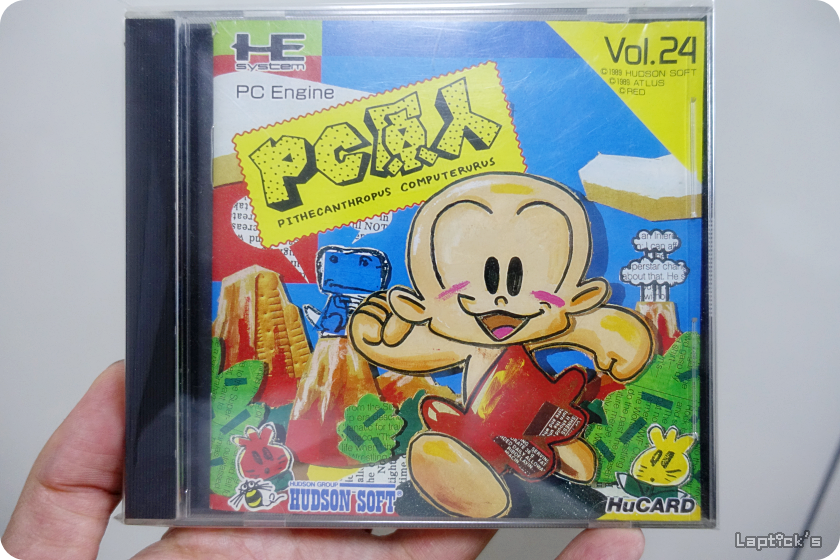 HE
system
PC Engine
Vol.24
© 1989 HUDSON SOFT
© 1989 ATLUS
© RED
PC原人
PITHECANTHROPUS COMPUTERURUS
NOT
HUDSON GROUP
HUDSON SOFT
HuCARD
Laptick's